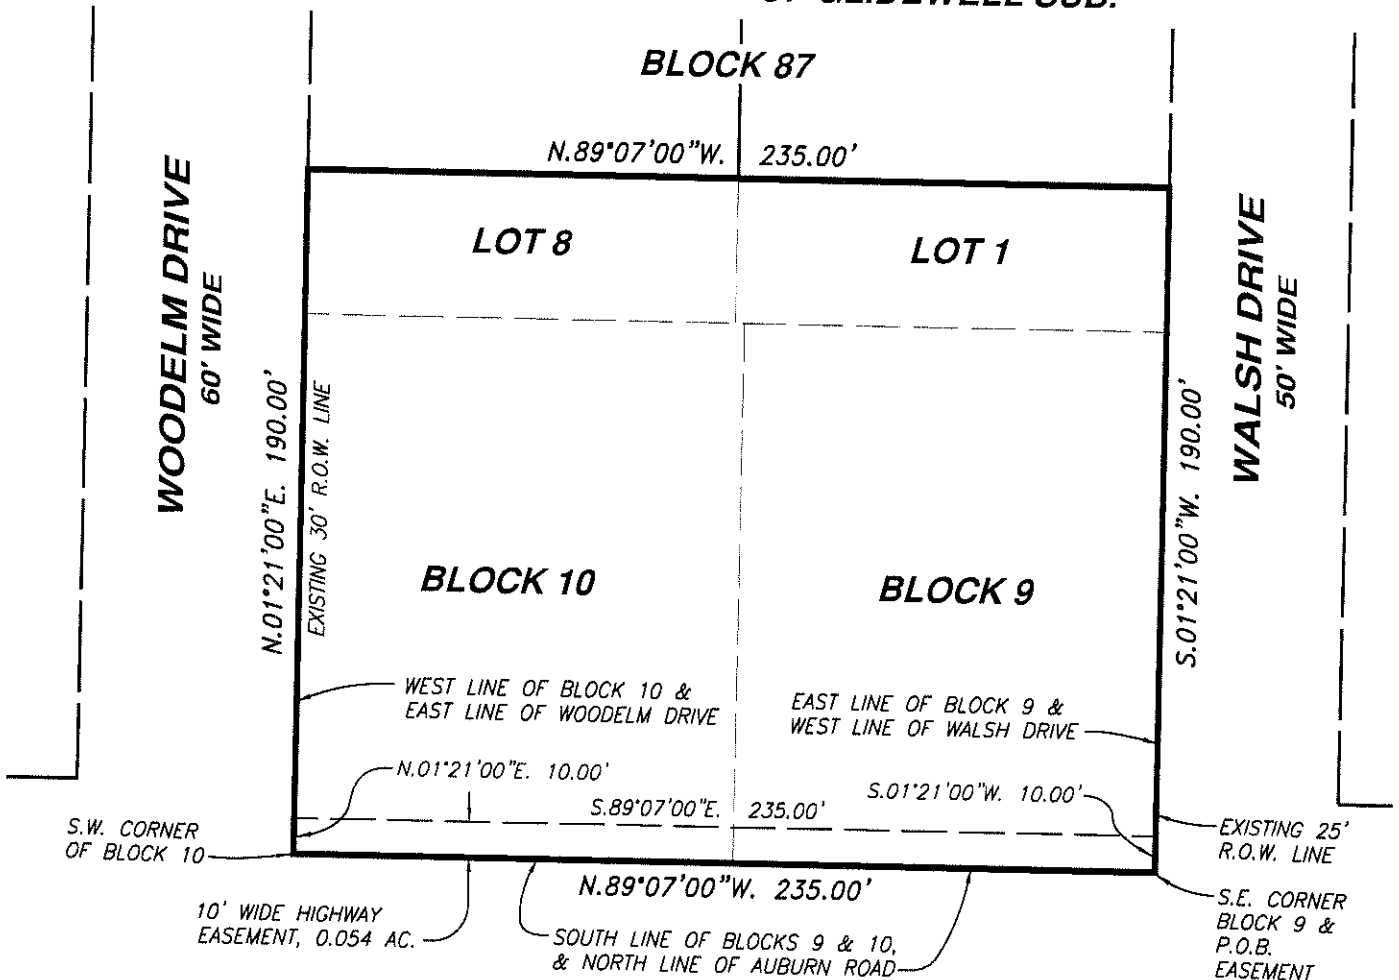 BLOCK 87
N.89°07'00"W. 235.00'
WOODELM DRIVE
60' WIDE
LOT 8
LOT 1
WALSH DRIVE
50' WIDE
N.01°21'00"E. 190.00'
EXISTING 30' R.O.W. LINE
S.01°21'00"W. 190.00'
BLOCK 10
BLOCK 9
WEST LINE OF BLOCK 10 &
EAST LINE OF WOODELM DRIVE
EAST LINE OF BLOCK 9 &
WEST LINE OF WALSH DRIVE
N.01°21'00"E. 10.00'
S.89°07'00"E. 235.00'
S.01°21'00"W. 10.00'
S.W. CORNER
OF BLOCK 10
EXISTING 25'
R.O.W. LINE
N.89°07'00"W. 235.00'
10' WIDE HIGHWAY
EASEMENT, 0.054 AC.
SOUTH LINE OF BLOCKS 9 & 10,
& NORTH LINE OF AUBURN ROAD
S.E. CORNER
BLOCK 9 &
P.O.B.
EASEMENT